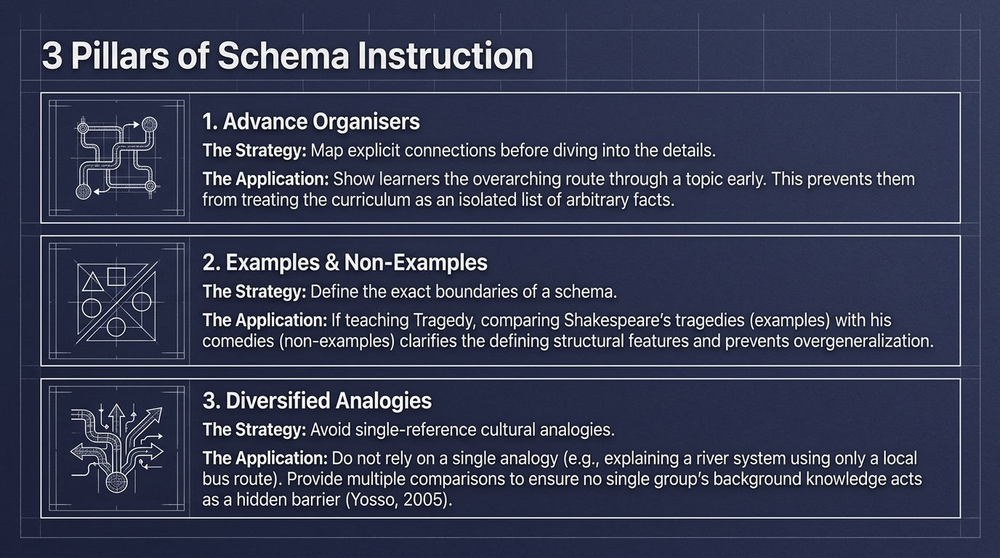 3 Pillars of Schema Instruction
1. Advance Organisers
The Strategy: Map explicit connections before diving into the details.
The Application: Show learners the overarching route through a topic early. This prevents them
from treating the curriculum as an isolated list of arbitrary facts.
2. Examples & Non-Examples
The Strategy: Define the exact boundaries of a schema.
The Application: If teaching Tragedy, comparing Shakespeare’s tragedies (examples) with his
comedies (non-examples) clarifies the defining structural features and prevents overgeneralization.
3. Diversified Analogies
The Strategy: Avoid single-reference cultural analogies.
The Application: Do not rely on a single analogy (e.g., explaining a river system using only a local
bus route). Provide multiple comparisons to ensure no single group’s background knowledge acts
as a hidden barrier (Yosso, 2005).